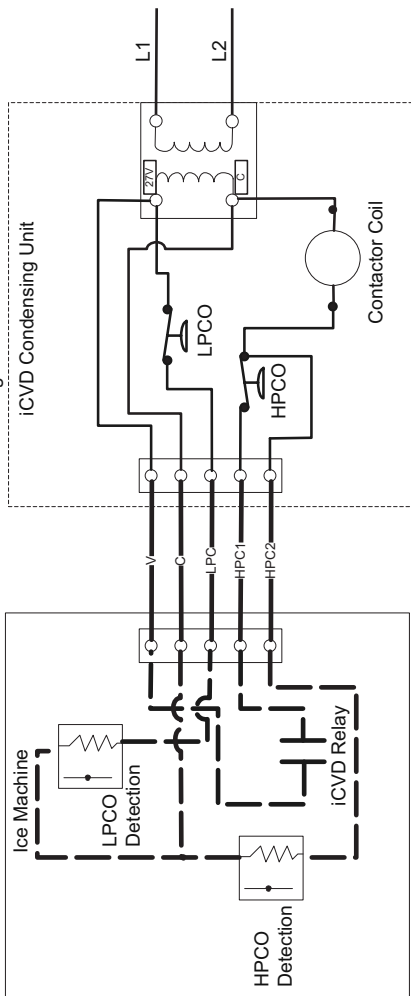 iCVD Condensing Unit
L1
L2
27V
C
LPCO
HPCO
Contactor Coil
V
C
LPC
HPC1
HPC2
Ice Machine
LPCO
Detection
iCVD Relay
HPCO
Detection